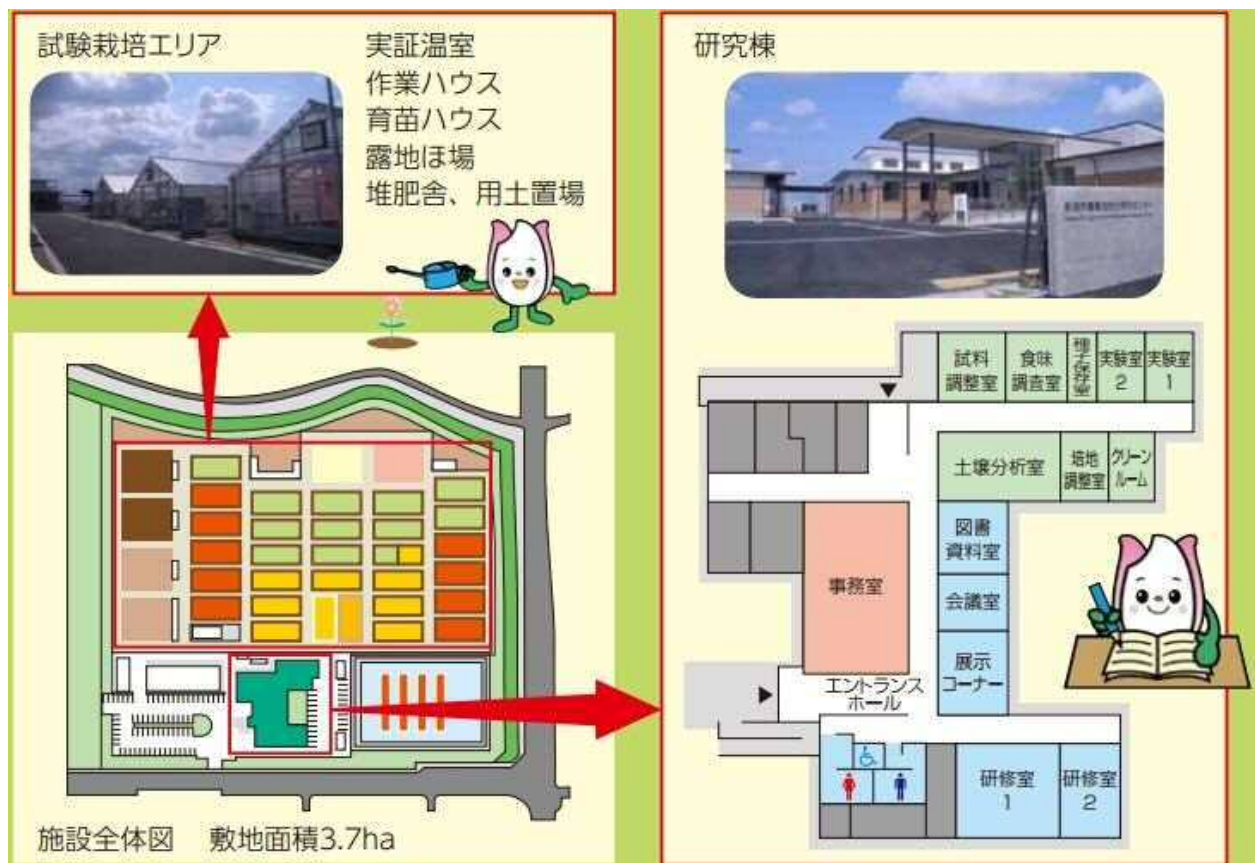 試験栽培エリア
実証温室
作業ハウス
育苗ハウス
露地ほ場
堆肥舎、用土置場
施設全体図 敷地面積3.7ha
研究棟
試料
調整室
食味
調査室
種子保存室
実験室
2
実験室
1
土壌分析室
培地
調整室
クリーン
ルーム
図書
資料室
事務室
会議室
展示
コーナー
エントランス
ホール
研修室
1
研修室
2